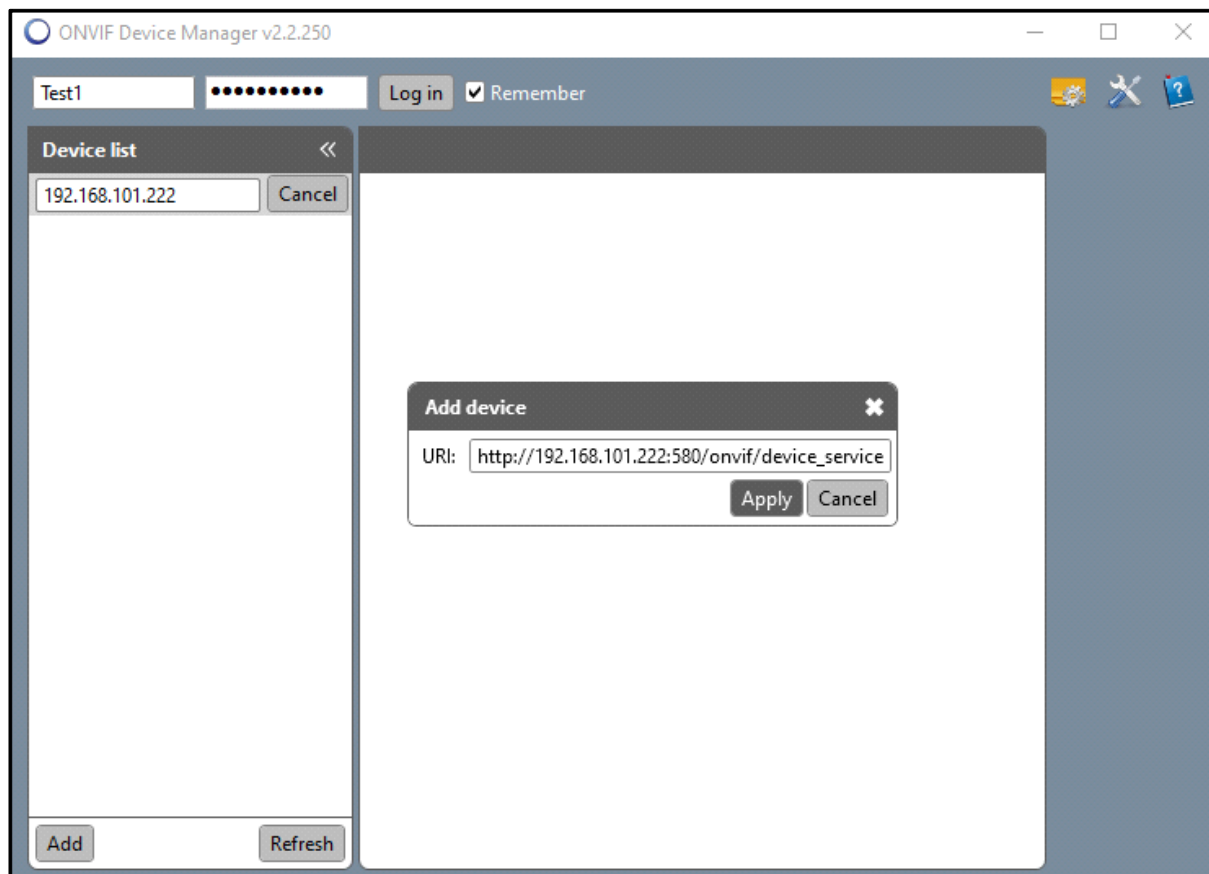 ONVIF Device Manager v2.2.250
Test1 •••••••••• Log in Remember
Device list
192.168.101.222 Cancel
Add device
URI: http://192.168.101.222:580/onvif/device_service
Apply Cancel
Add Refresh